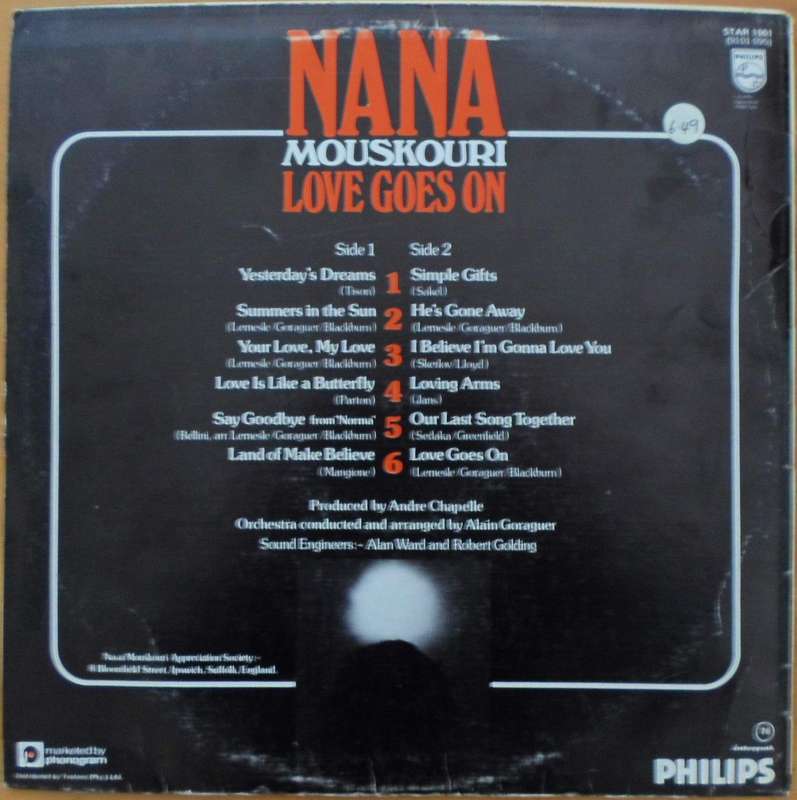 NANA
MOUSKOURI
LOVE GOES ON
STAR 1001
PHILIPS
6.49
Side 1 Side 2
Yesterday's Dreams 1 Simple Gifts
(Tison) (Sakel)
Summers in the Sun 2 He's Gone Away
(Lemesle/Goraguer/Blackburn) (Lemesle/Goraguer/Blackburn)
Your Love, My Love 3 I Believe I'm Gonna Love You
(Lemesle/Goraguer/Blackburn) (Skerlov/Lloyd)
Love Is Like a Butterfly 4 Loving Arms
(Parton) (Jans)
Say Goodbye from 'Norma' 5 Our Last Song Together
(Bellini, arr. Lemesle/Goraguer/Blackburn) (Sedaka/Greenfield)
Land of Make Believe 6 Love Goes On
(Mangione) (Lemesle/Goraguer/Blackburn)
Produced by Andre Chapelle
Orchestra conducted and arranged by Alain Goraguer
Sound Engineers:- Alan Ward and Robert Golding
Nana Mouskouri Appreciation Society:-
Bloomfield Street, Ipswich, Suffolk, England.
marketed by
phonogram
PHILIPS